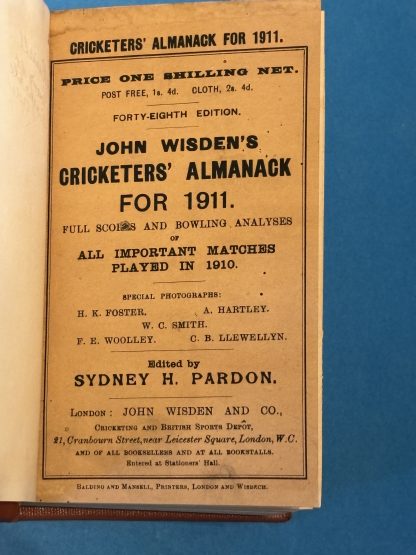 CRICKETERS' ALMANACK FOR 1911.
PRICE ONE SHILLING NET.
POST FREE, 1s. 4d. CLOTH, 2s. 4d.
FORTY-EIGHTH EDITION.
JOHN WISDEN'S
CRICKETERS' ALMANACK
FOR 1911.
FULL SCORES AND BOWLING ANALYSES
OF
ALL IMPORTANT MATCHES
PLAYED IN 1910.
SPECIAL PHOTOGRAPHS:
H. K. FOSTER. A. HARTLEY.
W. C. SMITH.
F. E. WOOLLEY. C. B. LLEWELLYN.
Edited by
SYDNEY H. PARDON.
LONDON: JOHN WISDEN AND CO.,
CRICKETING AND BRITISH SPORTS DEPÔT,
21, Cranbourn Street, near Leicester Square, London, W.C.
AND OF ALL BOOKSELLERS AND AT ALL BOOKSTALLS.
Entered at Stationers' Hall.
BALDING AND MANSELL, PRINTERS, LONDON AND WISBECH.